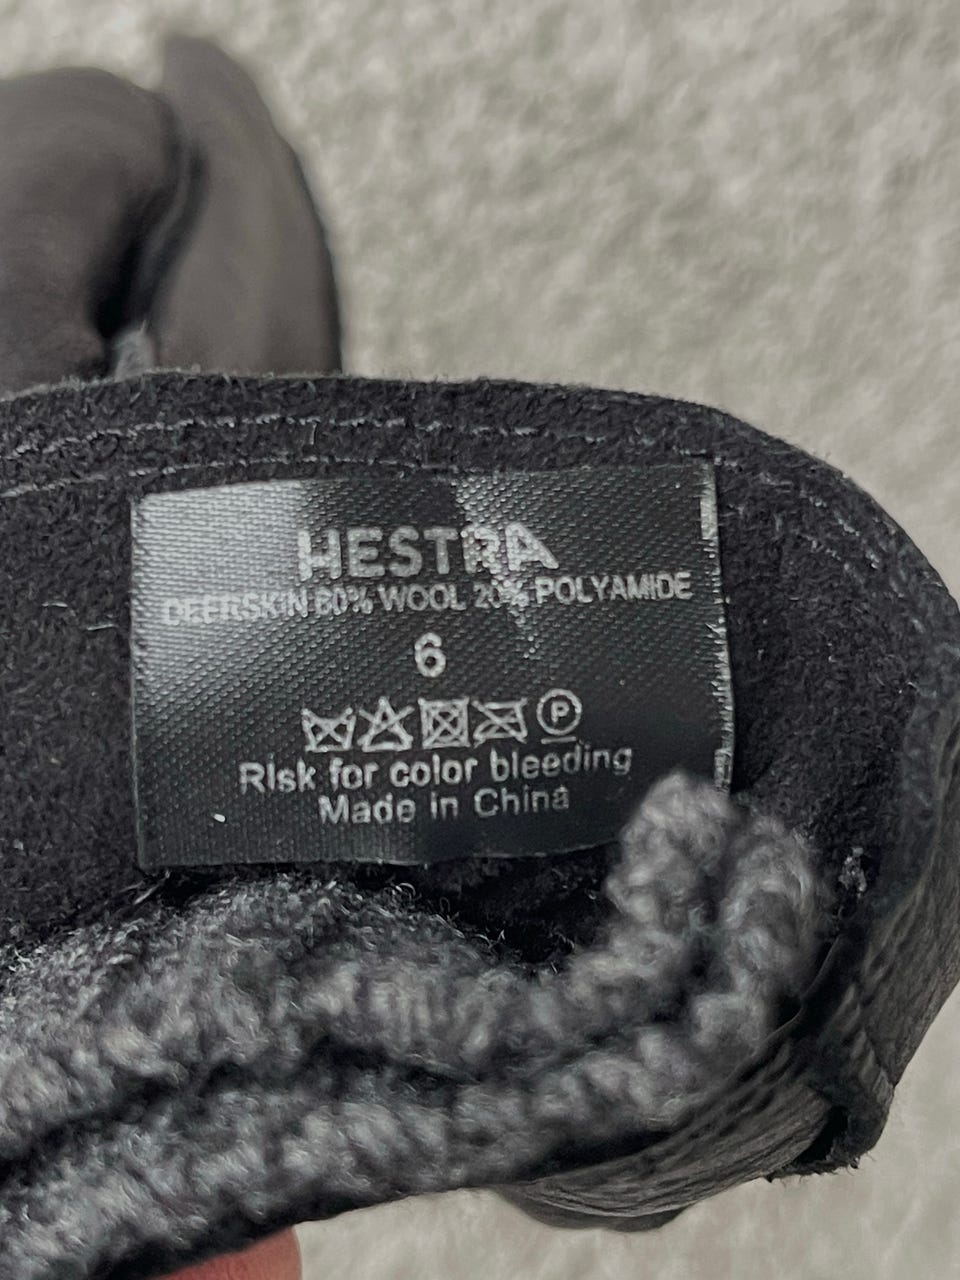 HESTRA
DEERSKIN 80% WOOL 20% POLYAMIDE
6
P
Risk for color bleeding
Made in China